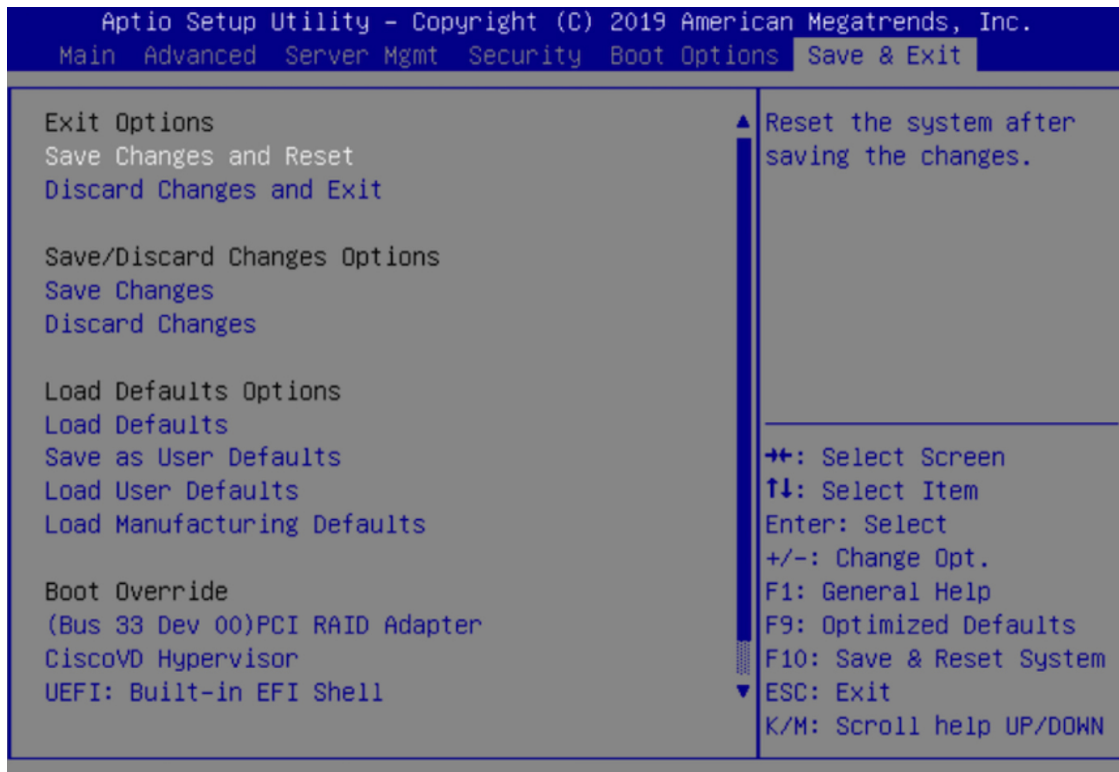 Aptio Setup Utility – Copyright (C) 2019 American Megatrends, Inc.
Main Advanced Server Mgmt Security Boot Options Save & Exit
Exit Options
Save Changes and Reset
Discard Changes and Exit
Save/Discard Changes Options
Save Changes
Discard Changes
Load Defaults Options
Load Defaults
Save as User Defaults
Load User Defaults
Load Manufacturing Defaults
Boot Override
(Bus 33 Dev 00)PCI RAID Adapter
CiscoVD Hypervisor
UEFI: Built-in EFI Shell
Reset the system after
saving the changes.
→←: Select Screen
↑↓: Select Item
Enter: Select
+/-: Change Opt.
F1: General Help
F9: Optimized Defaults
F10: Save & Reset System
ESC: Exit
K/M: Scroll help UP/DOWN